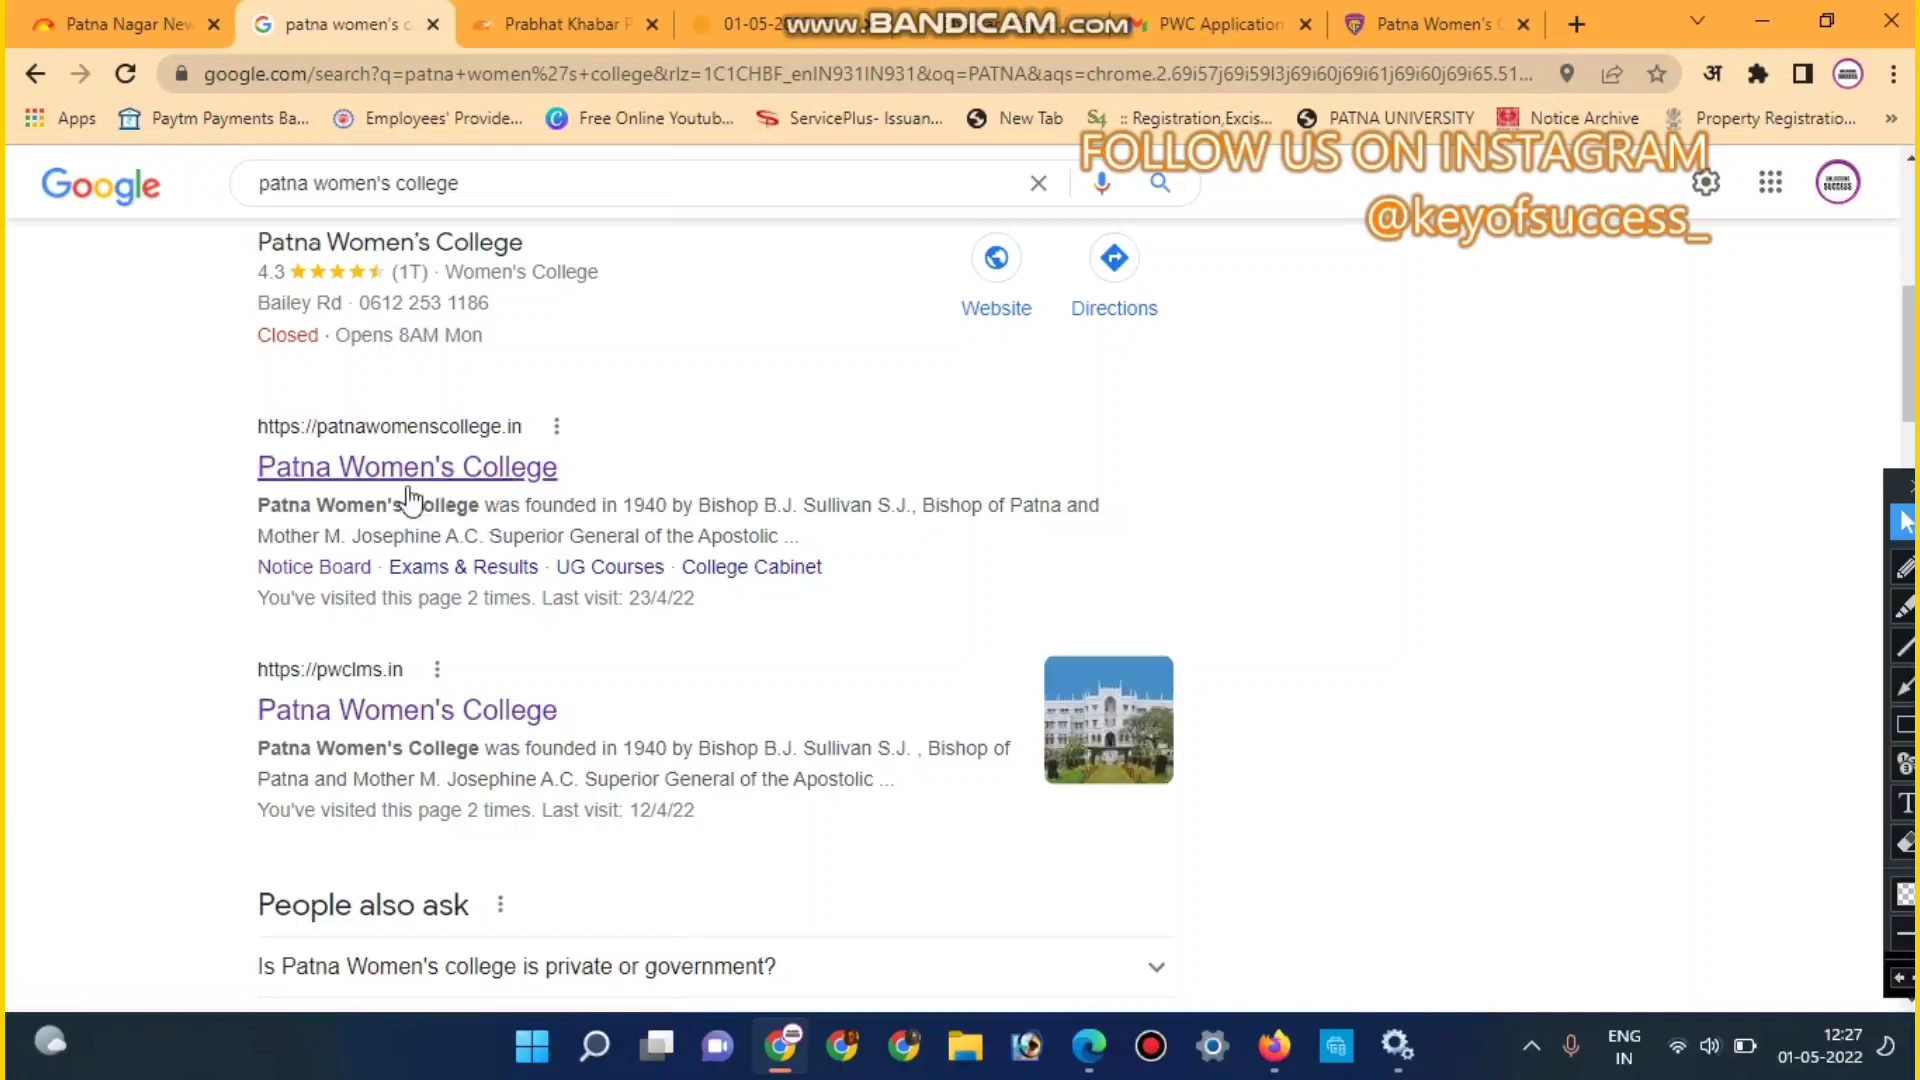 Patna Nagar New
patna women's c
Prabhat Khabar P
01-05-2
www.BANDICAM.com
PWC Application
Patna Women's C
google.com/search?q=patna+women%27s+college&rlz=1C1CHBF_enIN931IN931&oq=PATNA&aqs=chrome.2.69i57j69i59l3j69i60j69i61j69i60j69i65.51...
अ
Apps
Paytm Payments Ba...
Employees' Provide...
Free Online Youtub...
ServicePlus- Issuan...
New Tab
:: Registration,Excis...
PATNA UNIVERSITY
Notice Archive
Property Registratio...
»
FOLLOW US ON INSTAGRAM
@keyofsuccess_
Google
patna women's college
SUCCESS
Patna Women's College
4.3 (1T) · Women's College
Bailey Rd · 0612 253 1186
Closed · Opens 8AM Mon
Website
Directions
https://patnawomenscollege.in
Patna Women's College
Patna Women's College was founded in 1940 by Bishop B.J. Sullivan S.J., Bishop of Patna and
Mother M. Josephine A.C. Superior General of the Apostolic ...
Notice Board · Exams & Results · UG Courses · College Cabinet
You've visited this page 2 times. Last visit: 23/4/22
https://pwclms.in
Patna Women's College
Patna Women's College was founded in 1940 by Bishop B.J. Sullivan S.J. , Bishop of
Patna and Mother M. Josephine A.C. Superior General of the Apostolic ...
You've visited this page 2 times. Last visit: 12/4/22
People also ask
Is Patna Women's college is private or government?
ENG
IN
12:27
01-05-2022